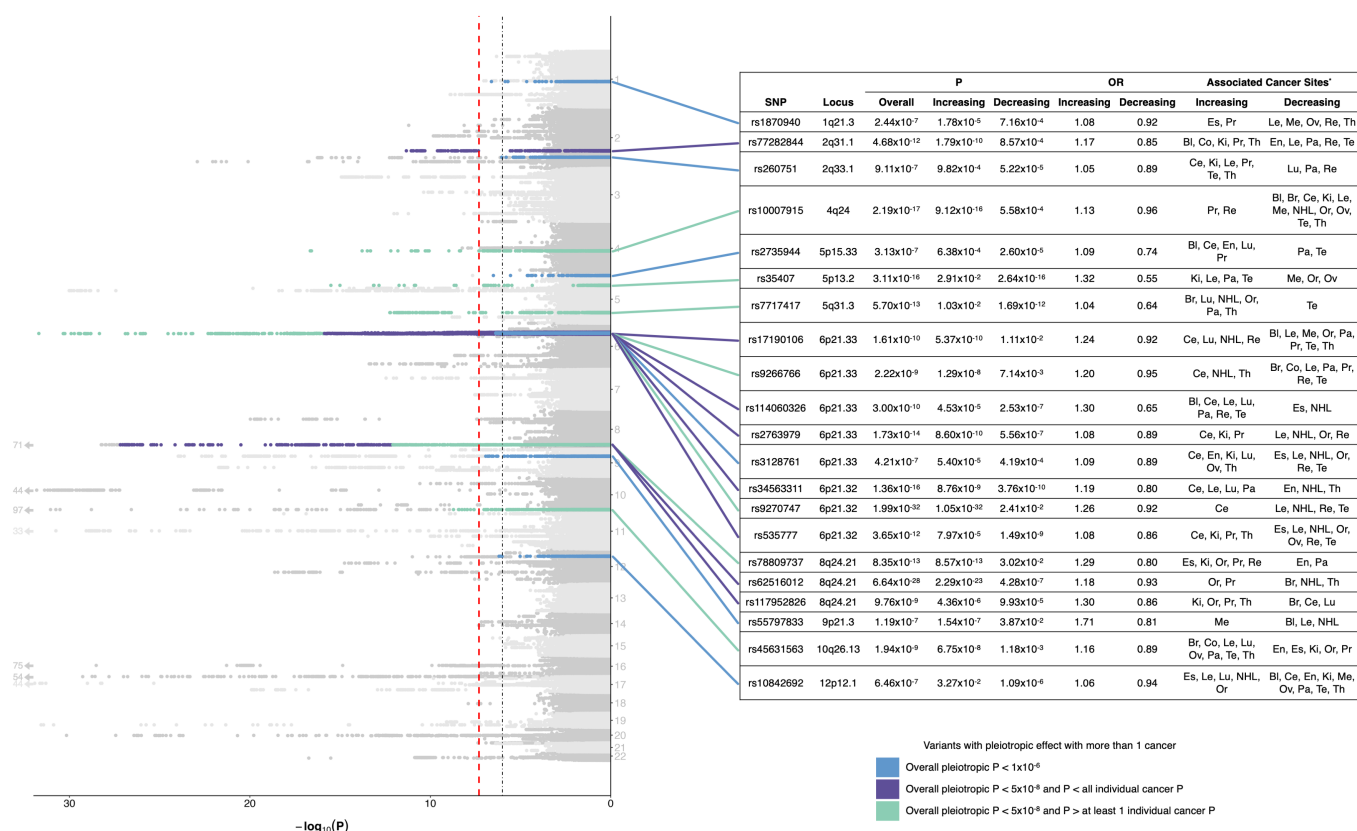 P OR Associated Cancer Sites*
SNP Locus Overall Increasing Decreasing Increasing Decreasing Increasing Decreasing
rs1870940 1q21.3 2.44x10-7 1.78x10-5 7.16x10-4 1.08 0.92 Es, Pr Le, Me, Ov, Re, Th
rs77282844 2q31.1 4.68x10-12 1.79x10-10 8.57x10-4 1.17 0.85 Bl, Co, Ki, Pr, Th En, Le, Pa, Re, Te
rs260751 2q33.1 9.11x10-7 9.82x10-4 5.22x10-5 1.05 0.89 Ce, Ki, Le, Pr, Te, Th Lu, Pa, Re
rs10007915 4q24 2.19x10-17 9.12x10-16 5.58x10-4 1.13 0.96 Pr, Re Bl, Br, Ce, Ki, Le, Me, NHL, Or, Ov, Te, Th
rs2735944 5p15.33 3.13x10-7 6.38x10-4 2.60x10-5 1.09 0.74 Bl, Ce, En, Lu, Pr Pa, Te
rs35407 5p13.2 3.11x10-16 2.91x10-2 2.64x10-16 1.32 0.55 Ki, Le, Pa, Te Me, Or, Ov
rs7717417 5q31.3 5.70x10-13 1.03x10-2 1.69x10-12 1.04 0.64 Br, Lu, NHL, Or, Pa, Th Te
rs17190106 6p21.33 1.61x10-10 5.37x10-10 1.11x10-2 1.24 0.92 Ce, Lu, NHL, Re Bl, Le, Me, Or, Pa, Pr, Te, Th
rs9266766 6p21.33 2.22x10-9 1.29x10-8 7.14x10-3 1.20 0.95 Ce, NHL, Th Br, Co, Le, Pa, Pr, Re, Te
rs114060326 6p21.33 3.00x10-10 4.53x10-5 2.53x10-7 1.30 0.65 Bl, Ce, Le, Lu, Pa, Re, Te Es, NHL
rs2763979 6p21.33 1.73x10-14 8.60x10-10 5.56x10-7 1.08 0.89 Ce, Ki, Pr Le, NHL, Or, Re
rs3128761 6p21.33 4.21x10-7 5.40x10-5 4.19x10-4 1.09 0.89 Ce, En, Ki, Lu, Ov, Th Es, Le, NHL, Or, Re, Te
rs34563311 6p21.32 1.36x10-16 8.76x10-9 3.76x10-10 1.19 0.80 Ce, Le, Lu, Pa En, NHL, Th
rs9270747 6p21.32 1.99x10-32 1.05x10-32 2.41x10-2 1.26 0.92 Ce Le, NHL, Re, Te
rs535777 6p21.32 3.65x10-12 7.97x10-5 1.49x10-9 1.08 0.86 Ce, Ki, Pr, Th Es, Le, NHL, Or, Ov, Re, Te
rs78809737 8q24.21 8.35x10-13 8.57x10-13 3.02x10-2 1.29 0.80 Es, Ki, Or, Pr, Re En, Pa
rs62516012 8q24.21 6.64x10-28 2.29x10-23 4.28x10-7 1.18 0.93 Or, Pr Br, NHL, Th
rs117952826 8q24.21 9.76x10-9 4.36x10-6 9.93x10-5 1.30 0.86 Ki, Or, Pr, Th Br, Ce, Lu
rs55797833 9p21.3 1.19x10-7 1.54x10-7 3.87x10-2 1.71 0.81 Me Bl, Le, NHL
rs45631563 10q26.13 1.94x10-9 6.75x10-8 1.18x10-3 1.16 0.89 Br, Co, Le, Lu, Ov, Pa, Te, Th En, Es, Ki, Or, Pr
rs10842692 12p12.1 6.46x10-7 3.27x10-2 1.09x10-6 1.06 0.94 Es, Le, Lu, NHL, Or Bl, Ce, En, Ki, Me, Ov, Pa, Te, Th
1
2
3
4
5
6
7
8
9
10
11
12
13
14
15
16
17
18
19
20
21
22
71
44
97
33
75
54
44
30 20 10 0
−log10(P)
Variants with pleiotropic effect with more than 1 cancer
Overall pleiotropic P < 1x10-6
Overall pleiotropic P < 5x10-8 and P < all individual cancer P
Overall pleiotropic P < 5x10-8 and P > at least 1 individual cancer P